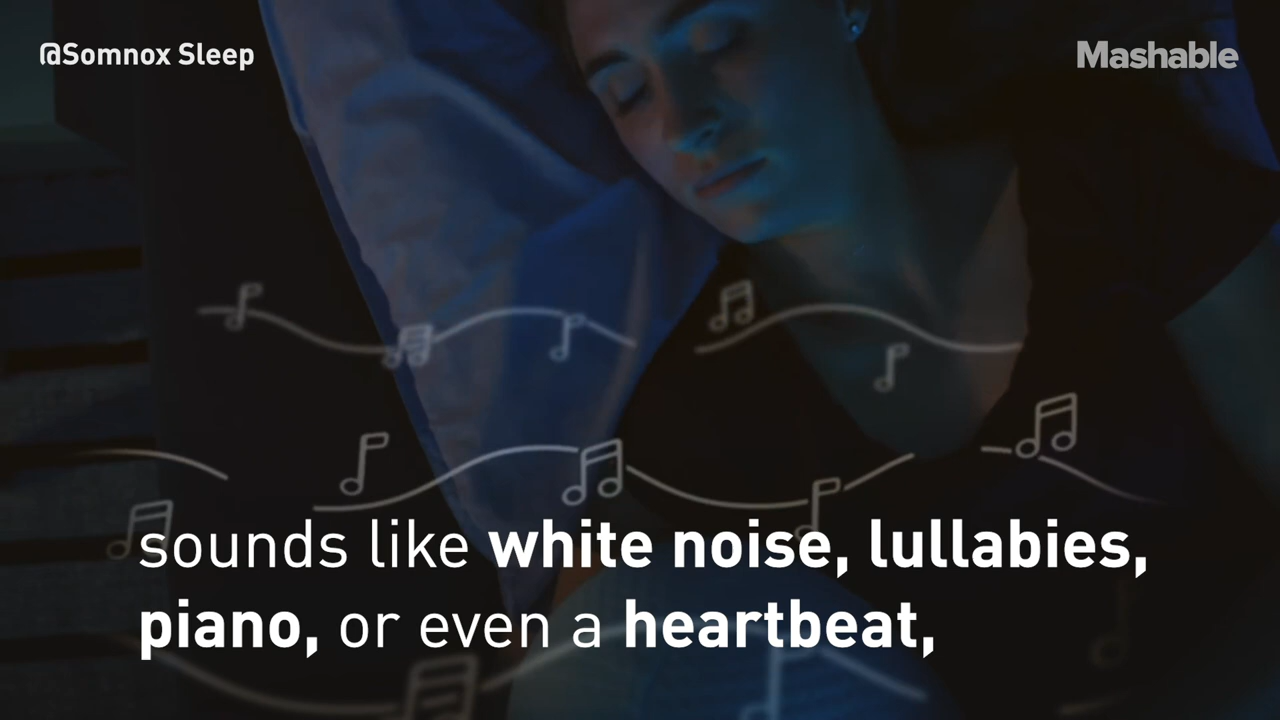 @Somnox Sleep
Mashable
sounds like white noise, lullabies,
piano, or even a heartbeat,